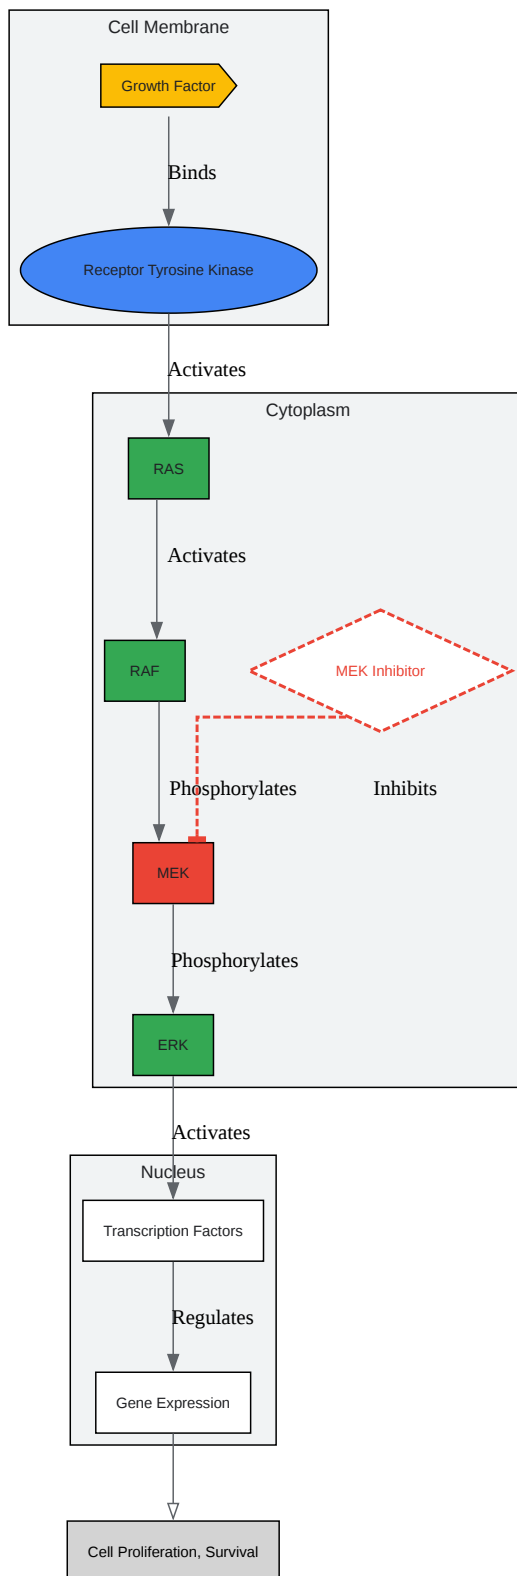 Cell Membrane
Growth Factor
Binds
Receptor Tyrosine Kinase
Activates
Cytoplasm
RAS
Activates
RAF
MEK Inhibitor
Phosphorylates
Inhibits
MEK
Phosphorylates
ERK
Activates
Nucleus
Transcription Factors
Regulates
Gene Expression
Cell Proliferation, Survival